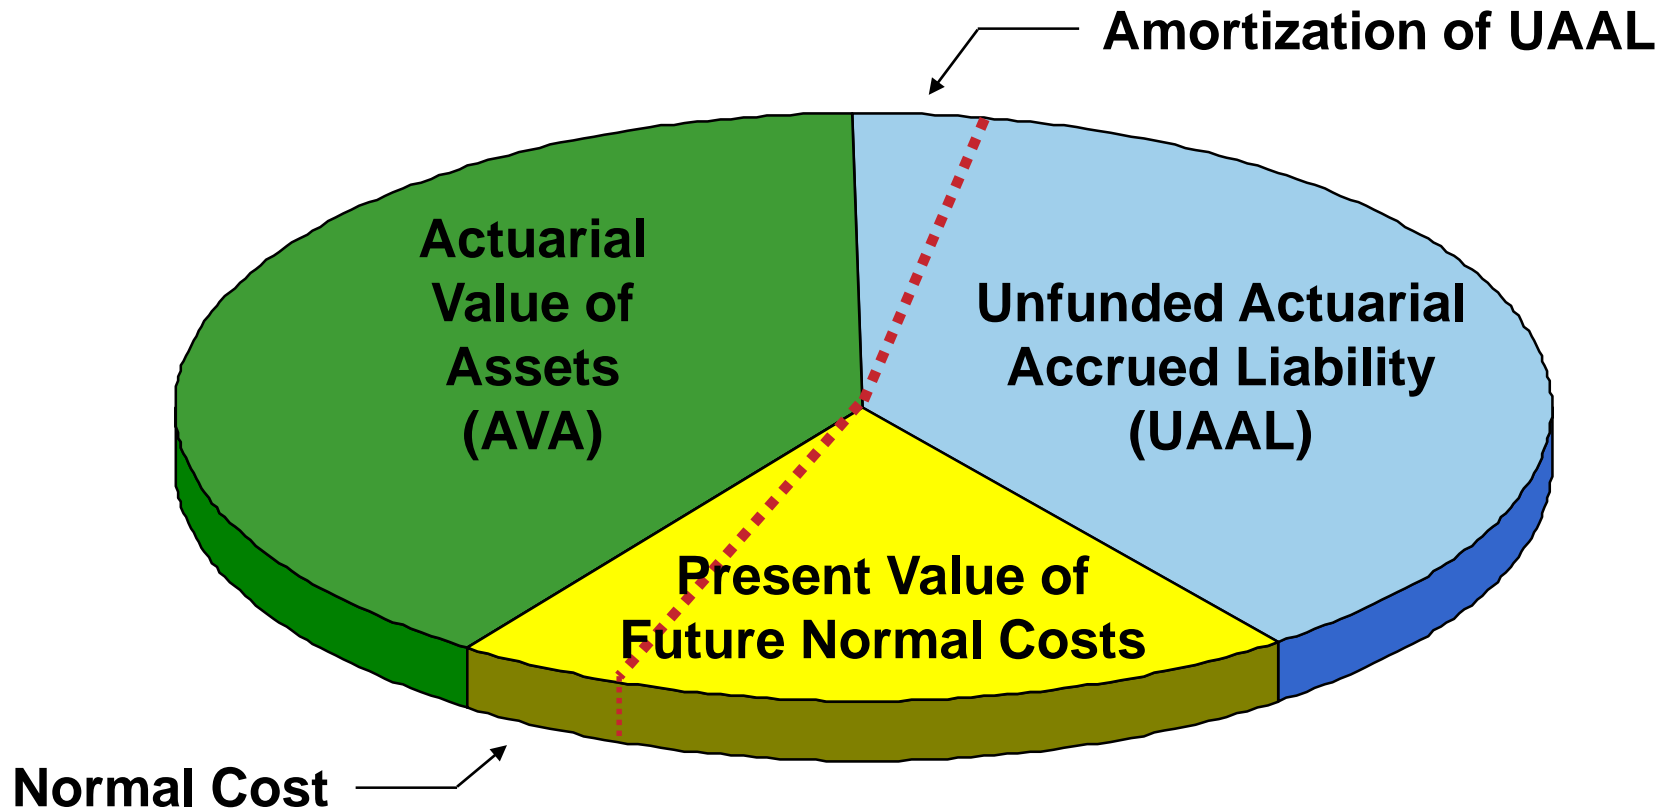 Amortization of UAAL
Actuarial
Value of
Assets
(AVA)
Unfunded Actuarial
Accrued Liability
(UAAL)
Present Value of
Future Normal Costs
Normal Cost